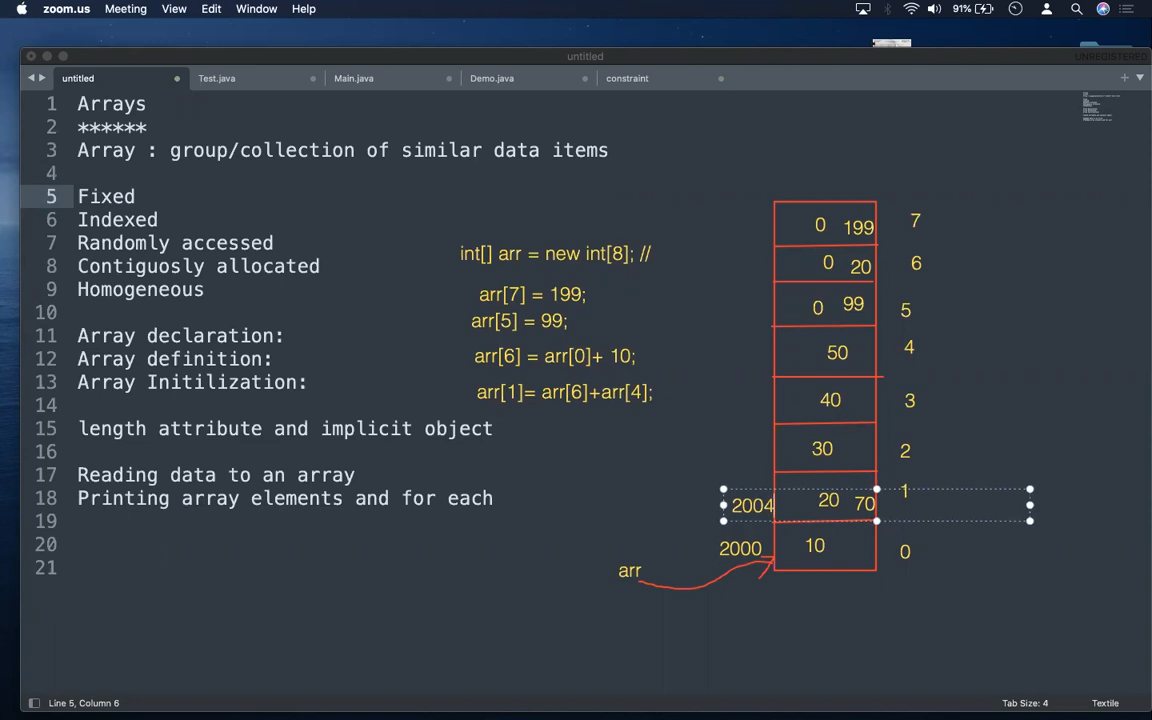 zoom.us Meeting View Edit Window Help 91%
untitled
UNREGISTERED
untitled Test.java Main.java Demo.java constraint
1 Arrays
2 ******
3 Array : group/collection of similar data items
4
5 Fixed
6 Indexed
7 Randomly accessed
8 Contiguosly allocated
9 Homogeneous
10
11 Array declaration:
12 Array definition:
13 Array Initilization:
14
15 length attribute and implicit object
16
17 Reading data to an array
18 Printing array elements and for each
19
20
21
int[] arr = new int[8]; //
arr[7] = 199;
arr[5] = 99;
arr[6] = arr[0]+ 10;
arr[1]= arr[6]+arr[4];
0 199 7
0 20 6
0 99 5
50 4
40 3
30 2
2004 20 70 1
2000 10 0
arr
Line 5, Column 6
Tab Size: 4 Textile